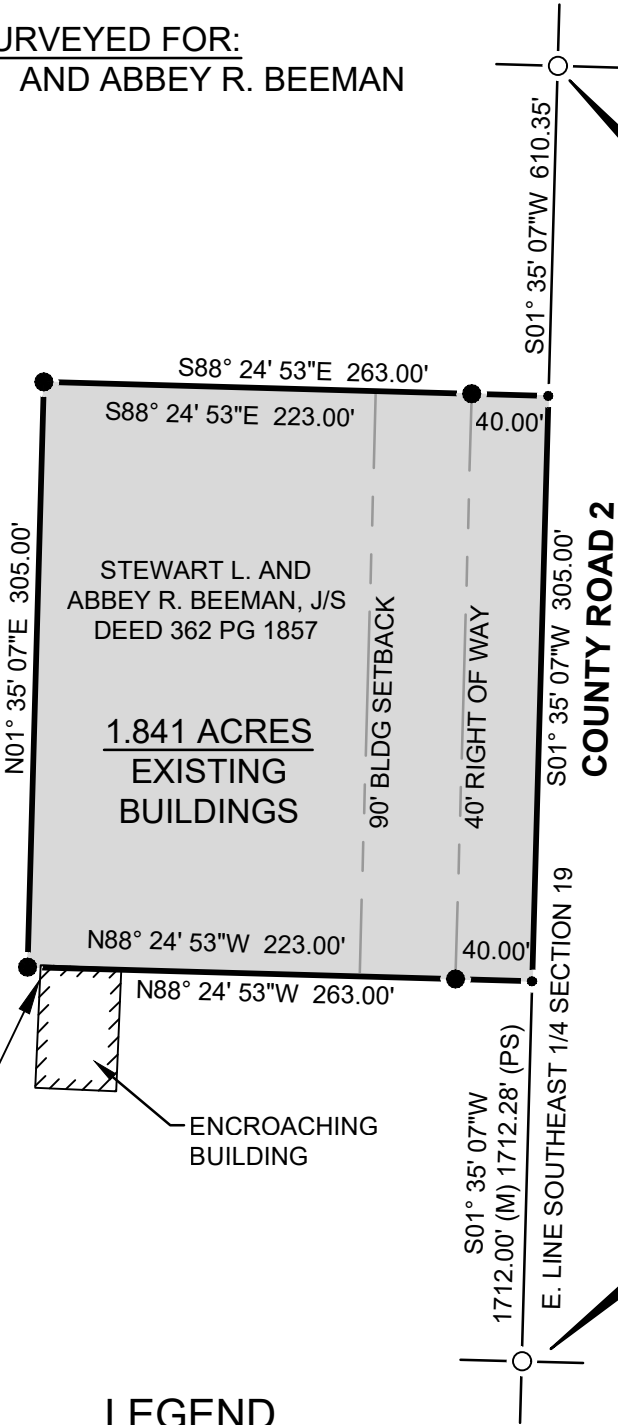 URVEYED FOR:
AND ABBEY R. BEEMAN
S01° 35' 07"W 610.35'
S88° 24' 53"E 263.00'
S88° 24' 53"E 223.00'
40.00'
N01° 35' 07"E 305.00'
STEWART L. AND
ABBEY R. BEEMAN, J/S
DEED 362 PG 1857
1.841 ACRES
EXISTING
BUILDINGS
90' BLDG SETBACK
40' RIGHT OF WAY
S01° 35' 07"W 305.00'
COUNTY ROAD 2
N88° 24' 53"W 223.00'
40.00'
N88° 24' 53"W 263.00'
ENCROACHING
BUILDING
S01° 35' 07"W
1712.00' (M) 1712.28' (PS)
E. LINE SOUTHEAST 1/4 SECTION 19
LEGEND